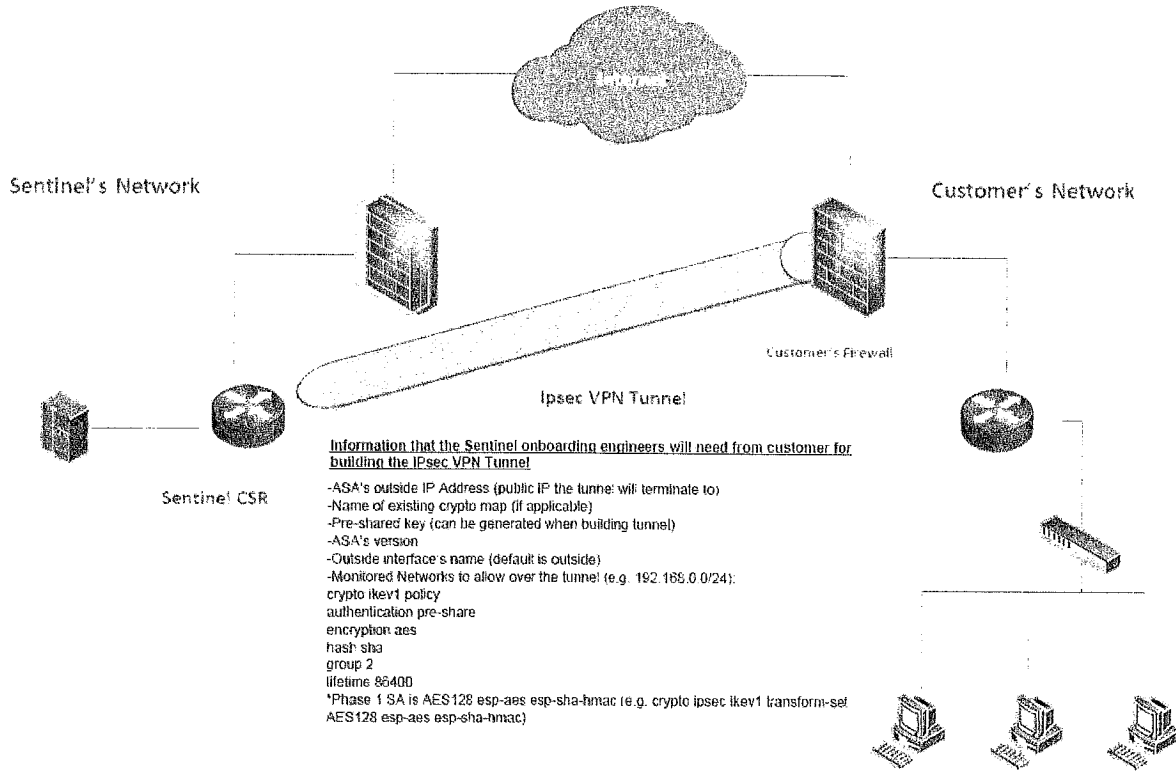 Internet
Sentinel's Network
Customer's Network
Customer's Firewall
Ipsec VPN Tunnel
Sentinel CSR
Information that the Sentinel onboarding engineers will need from customer for
building the IPsec VPN Tunnel
-ASA's outside IP Address (public IP the tunnel will terminate to)
-Name of existing crypto map (if applicable)
-Pre-shared key (can be generated when building tunnel)
-ASA's version
-Outside interface's name (default is outside)
-Monitored Networks to allow over the tunnel (e.g. 192.168.0.0/24):
crypto ikev1 policy
authentication pre-share
encryption aes
hash sha
group 2
lifetime 86400
*Phase 1 SA is AES128 esp-aes esp-sha-hmac (e.g. crypto ipsec ikev1 transform-set
AES128 esp-aes esp-sha-hmac)